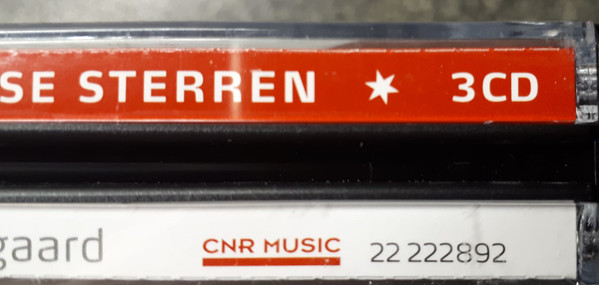 SE STERREN ★ 3CD
gaard CNR MUSIC 22 222892